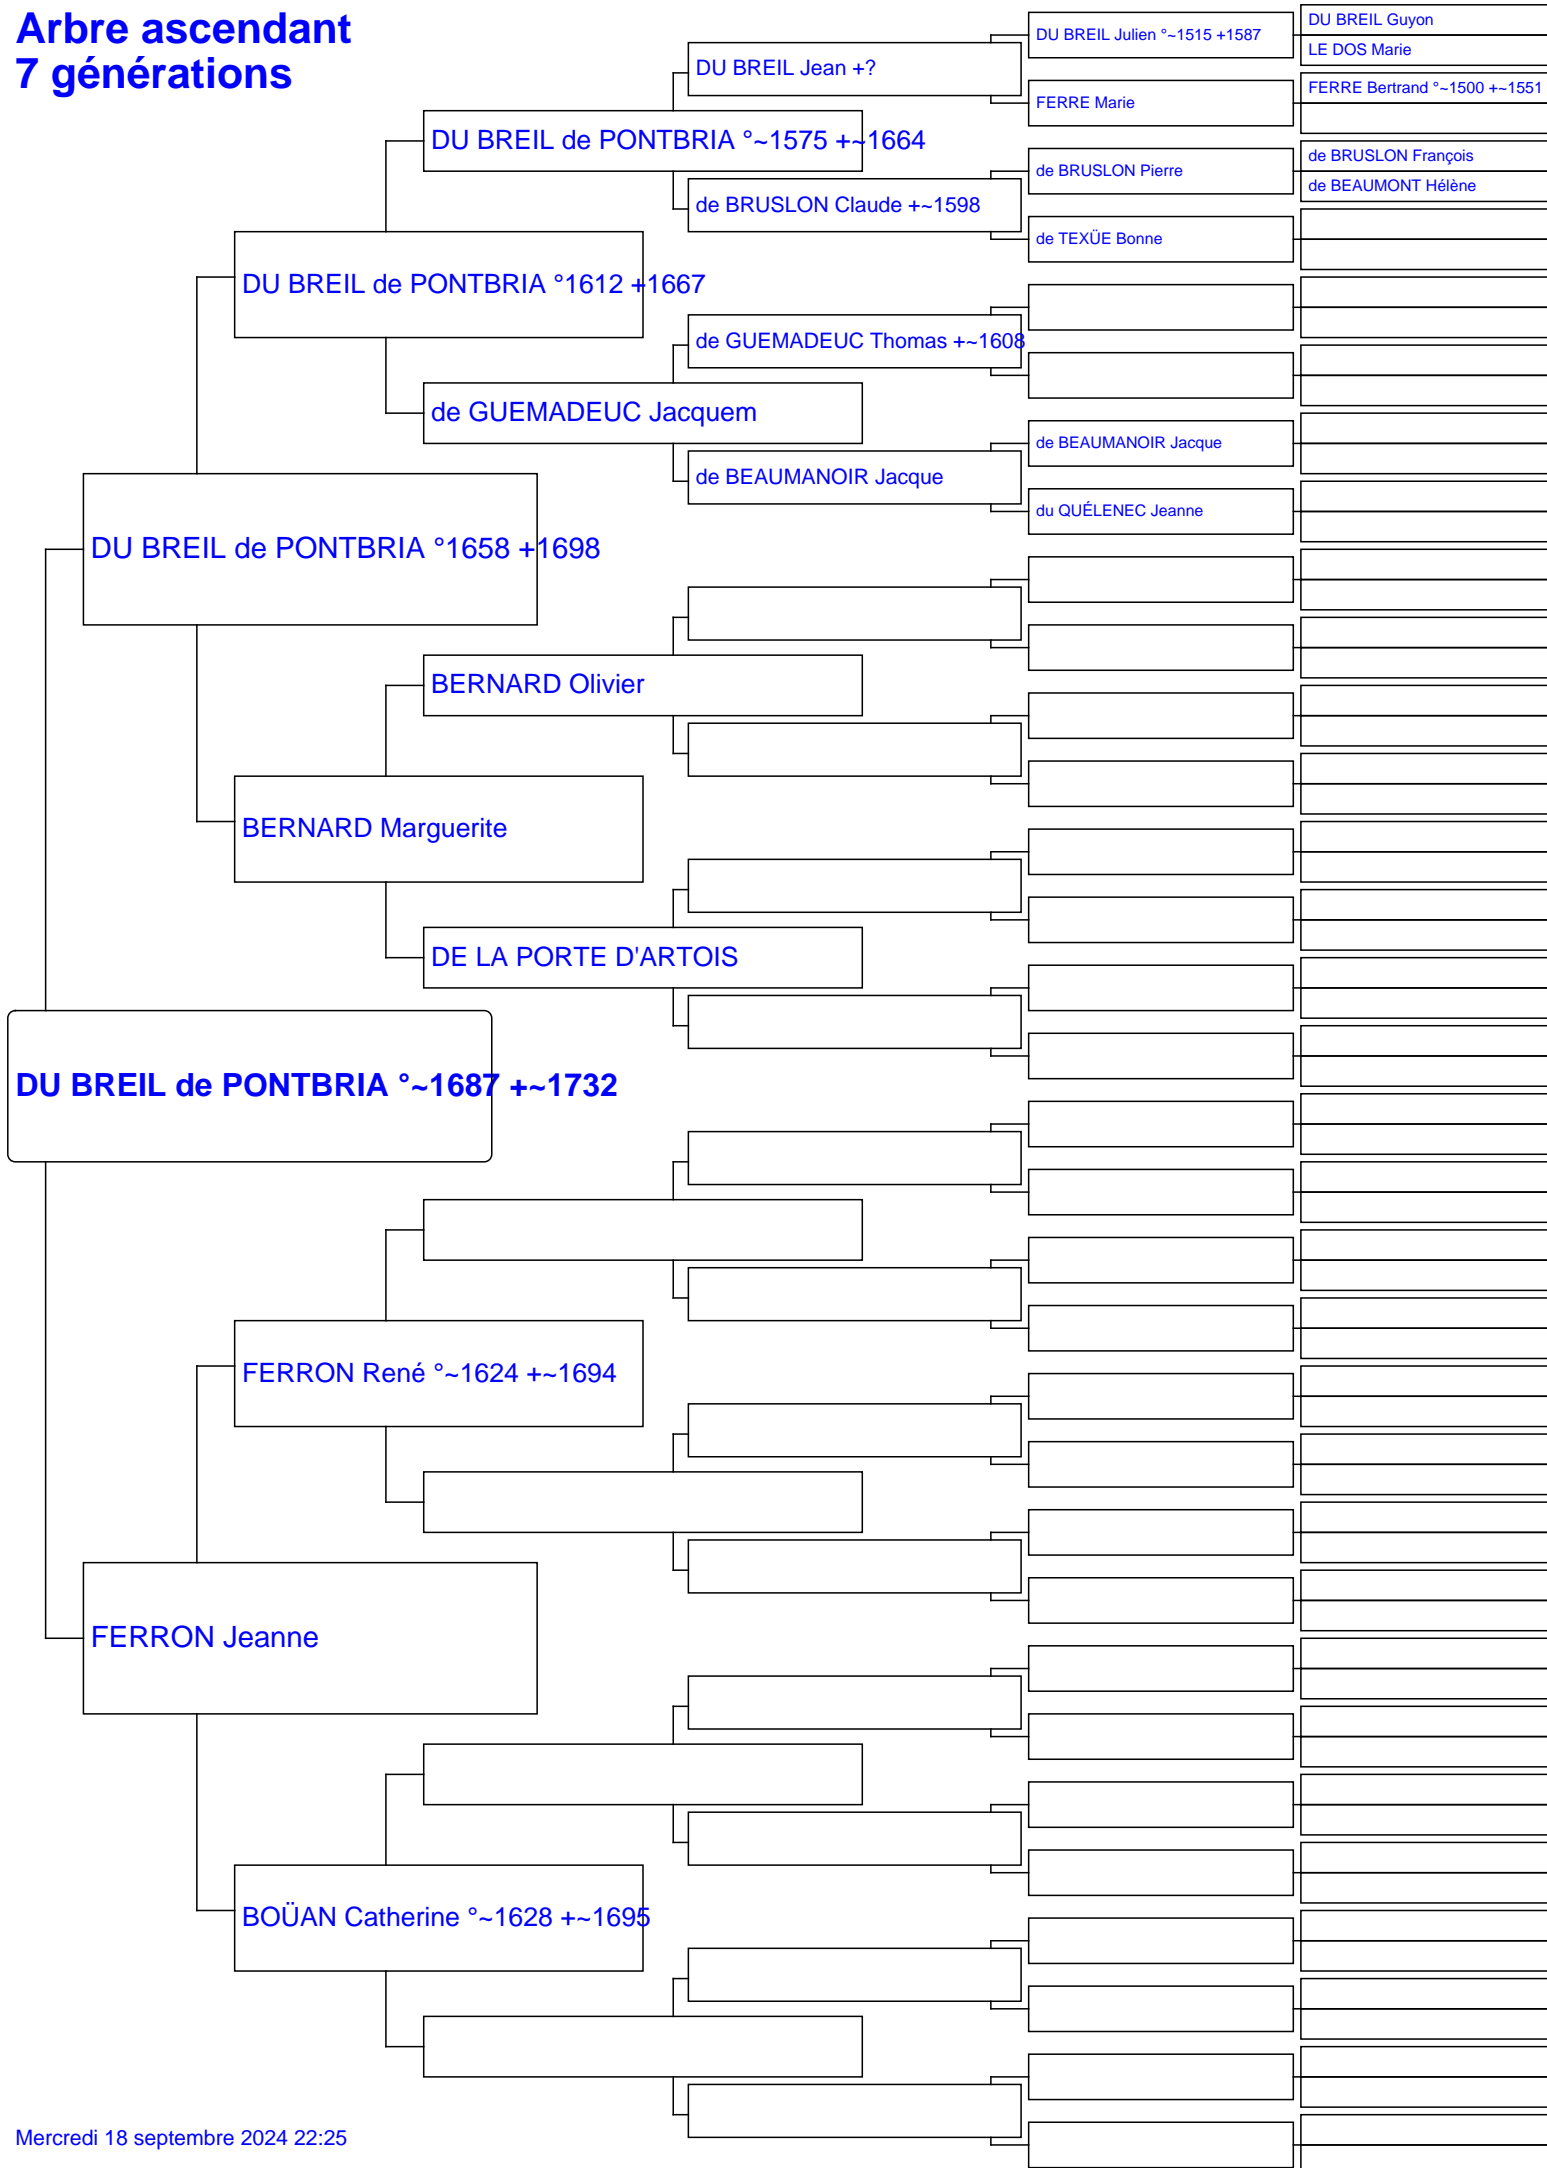 Arbre ascendant
7 générations
DU BREIL Guyon
DU BREIL Julien °~1515 +1587
LE DOS Marie
DU BREIL Jean +?
FERRE Bertrand °~1500 +~1551
FERRE Marie
DU BREIL de PONTBRIA °~1575 +~1664
de BRUSLON François
de BRUSLON Pierre
de BEAUMONT Hélène
de BRUSLON Claude +~1598
de TEXÜE Bonne
DU BREIL de PONTBRIA °1612 +1667
de GUEMADEUC Thomas +~1608
de GUEMADEUC Jacquem
de BEAUMANOIR Jacque
de BEAUMANOIR Jacque
du QUÉLENEC Jeanne
DU BREIL de PONTBRIA °1658 +1698
BERNARD Olivier
BERNARD Marguerite
DE LA PORTE D'ARTOIS
DU BREIL de PONTBRIA °~1687 +~1732
FERRON René °~1624 +~1694
FERRON Jeanne
BOÜAN Catherine °~1628 +~1695
Mercredi 18 septembre 2024 22:25